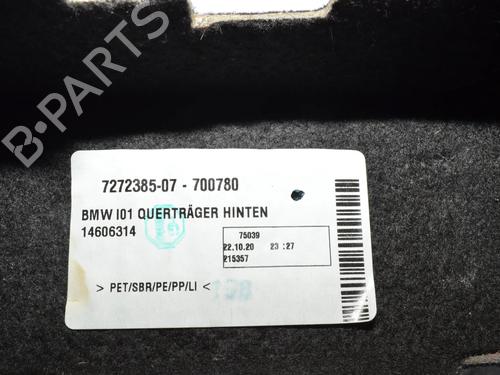 B-PARTS
7272385-07 - 700780
BMW I01 QUERTRÄGER HINTEN
14606314
75039
22.10.20 23:27
215357
> PET/SBR/PE/PP/LI <